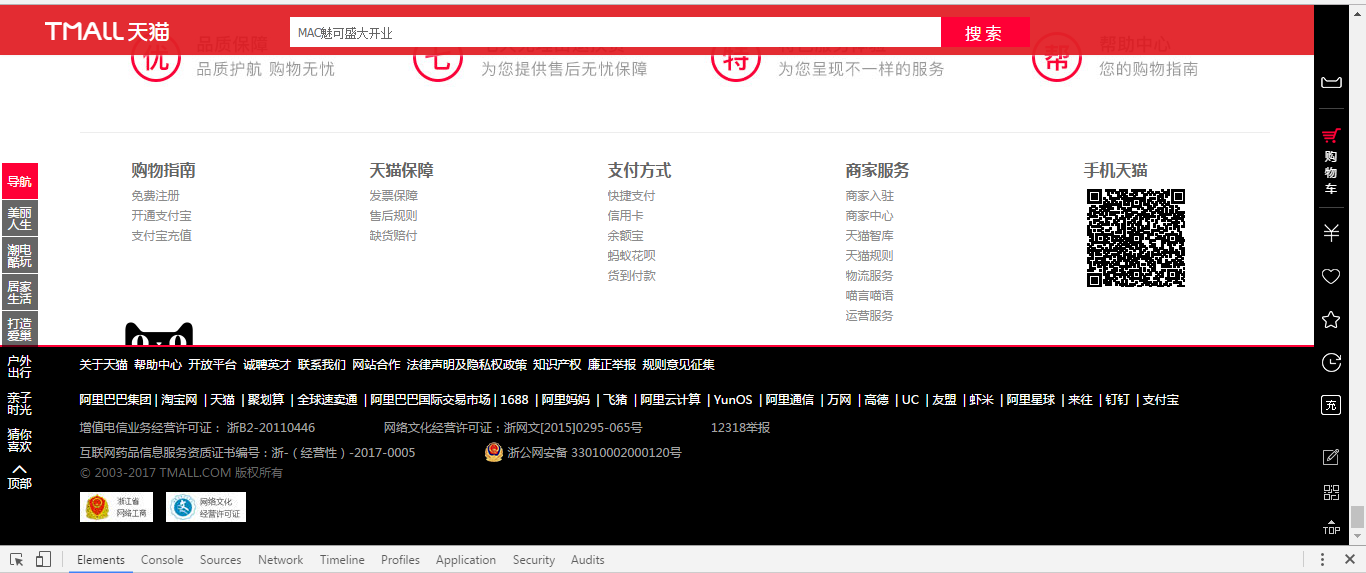 TMALL天猫
MAC魅可盛大开业
搜索
优 品质保障
品质护航 购物无忧
七
为您提供售后无忧保障
特
为您呈现不一样的服务
帮 帮助中心
您的购物指南
购物指南
免费注册
开通支付宝
支付宝充值
天猫保障
发票保障
售后规则
缺货赔付
支付方式
快捷支付
信用卡
余额宝
蚂蚁花呗
货到付款
商家服务
商家入驻
商家中心
天猫智库
天猫规则
物流服务
喵言喵语
运营服务
手机天猫
导航
美丽
人生
潮电
酷玩
居家
生活
打造
爱巢
户外
出行
亲子
时光
猜你
喜欢
顶部
购
物
车
充
TOP
关于天猫 帮助中心 开放平台 诚聘英才 联系我们 网站合作 法律声明及隐私权政策 知识产权 廉正举报 规则意见征集
阿里巴巴集团 | 淘宝网 | 天猫 | 聚划算 | 全球速卖通 | 阿里巴巴国际交易市场 | 1688 | 阿里妈妈 | 飞猪 | 阿里云计算 | YunOS | 阿里通信 | 万网 | 高德 | UC | 友盟 | 虾米 | 阿里星球 | 来往 | 钉钉 | 支付宝
增值电信业务经营许可证： 浙B2-20110446 网络文化经营许可证：浙网文[2015]0295-065号 12318举报
互联网药品信息服务资质证书编号：浙-（经营性）-2017-0005 浙公网安备 33010002000120号
© 2003-2017 TMALL.COM 版权所有
浙江省
网络工商
网络文化
经营许可证
Elements Console Sources Network Timeline Profiles Application Security Audits